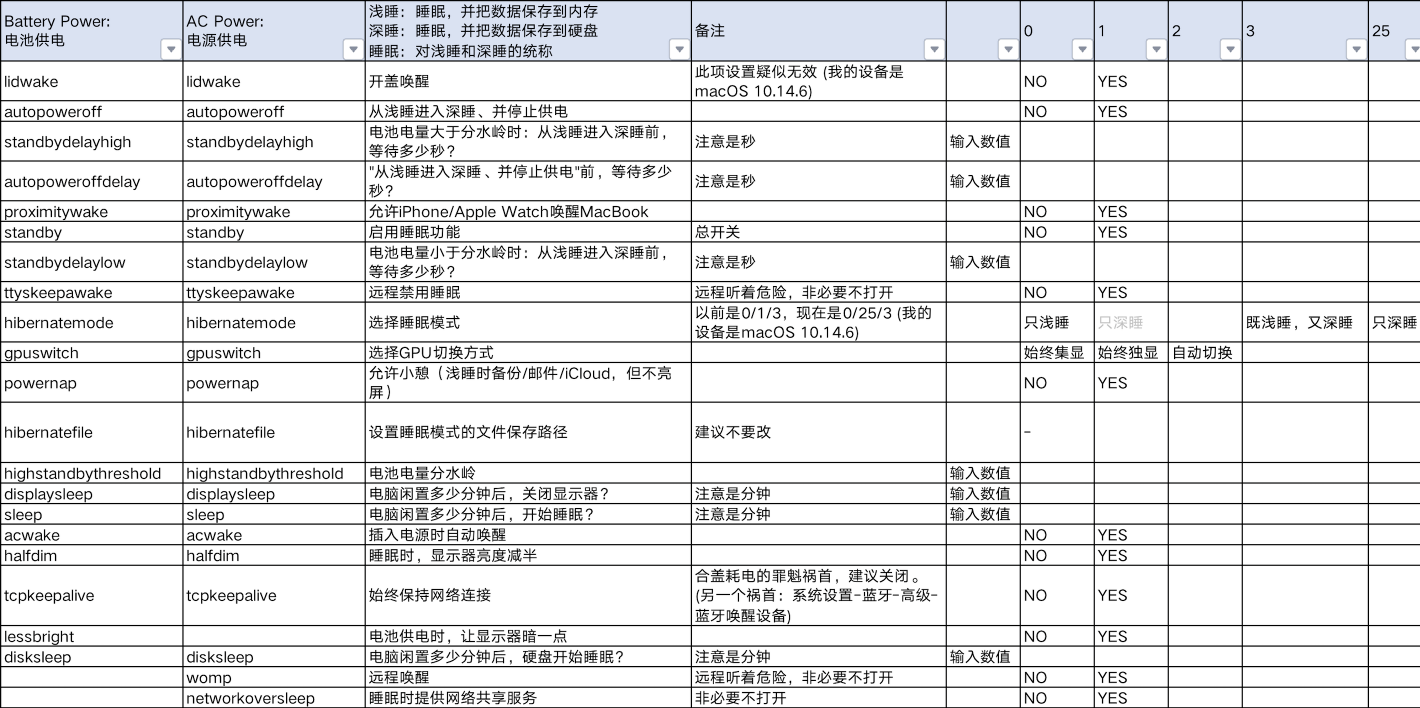 Battery Power:
电池供电
AC Power:
电源供电
浅睡：睡眠，并把数据保存到内存
深睡：睡眠，并把数据保存到硬盘
睡眠：对浅睡和深睡的统称
备注
0
1
2
3
25
lidwake
lidwake
开盖唤醒
此项设置疑似无效 (我的设备是
macOS 10.14.6)
NO
YES
autopoweroff
autopoweroff
从浅睡进入深睡、并停止供电
NO
YES
standbydelayhigh
standbydelayhigh
电池电量大于分水岭时：从浅睡进入深睡前，
等待多少秒？
注意是秒
输入数值
autopoweroffdelay
autopoweroffdelay
"从浅睡进入深睡、并停止供电"前，等待多少
秒？
注意是秒
输入数值
proximitywake
proximitywake
允许iPhone/Apple Watch唤醒MacBook
NO
YES
standby
standby
启用睡眠功能
总开关
NO
YES
standbydelaylow
standbydelaylow
电池电量小于分水岭时：从浅睡进入深睡前，
等待多少秒？
注意是秒
输入数值
ttyskeepawake
ttyskeepawake
远程禁用睡眠
远程听着危险，非必要不打开
NO
YES
hibernatemode
hibernatemode
选择睡眠模式
以前是0/1/3，现在是0/25/3 (我的
设备是macOS 10.14.6)
只浅睡
只深睡
既浅睡，又深睡
只深睡
gpuswitch
gpuswitch
选择GPU切换方式
始终集显
始终独显
自动切换
powernap
powernap
允许小憩（浅睡时备份/邮件/iCloud，但不亮
屏）
NO
YES
hibernatefile
hibernatefile
设置睡眠模式的文件保存路径
建议不要改
-
highstandbythreshold
highstandbythreshold
电池电量分水岭
输入数值
displaysleep
displaysleep
电脑闲置多少分钟后，关闭显示器？
注意是分钟
输入数值
sleep
sleep
电脑闲置多少分钟后，开始睡眠？
注意是分钟
输入数值
acwake
acwake
插入电源时自动唤醒
NO
YES
halfdim
halfdim
睡眠时，显示器亮度减半
NO
YES
tcpkeepalive
tcpkeepalive
始终保持网络连接
合盖耗电的罪魁祸首，建议关闭。
(另一个祸首：系统设置-蓝牙-高级-
蓝牙唤醒设备)
NO
YES
lessbright
电池供电时，让显示器暗一点
NO
YES
disksleep
disksleep
电脑闲置多少分钟后，硬盘开始睡眠？
注意是分钟
输入数值
womp
远程唤醒
远程听着危险，非必要不打开
NO
YES
networkoversleep
睡眠时提供网络共享服务
非必要不打开
NO
YES